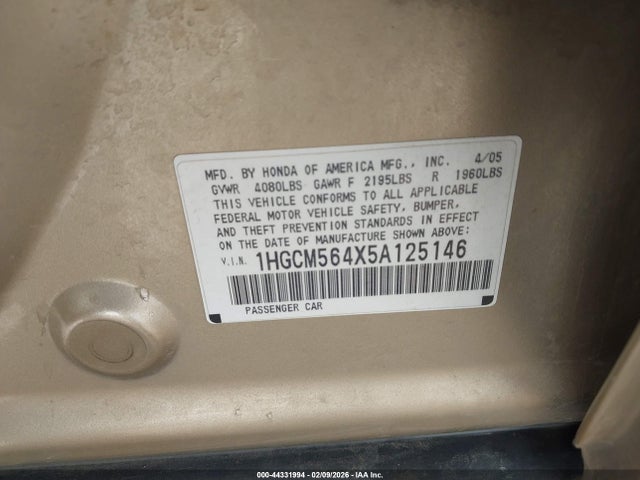 MFD. BY HONDA OF AMERICA MFG., INC. 4/05
GVWR 4080LBS GAWR F 2195LBS R 1960LBS
THIS VEHICLE CONFORMS TO ALL APPLICABLE
FEDERAL MOTOR VEHICLE SAFETY, BUMPER,
AND THEFT PREVENTION STANDARDS IN EFFECT
ON THE DATE OF MANUFACTURE SHOWN ABOVE.
V.I.N. 1HGCM564X5A125146
PASSENGER CAR
000-44331994 - 02/09/2026 - IAA Inc.